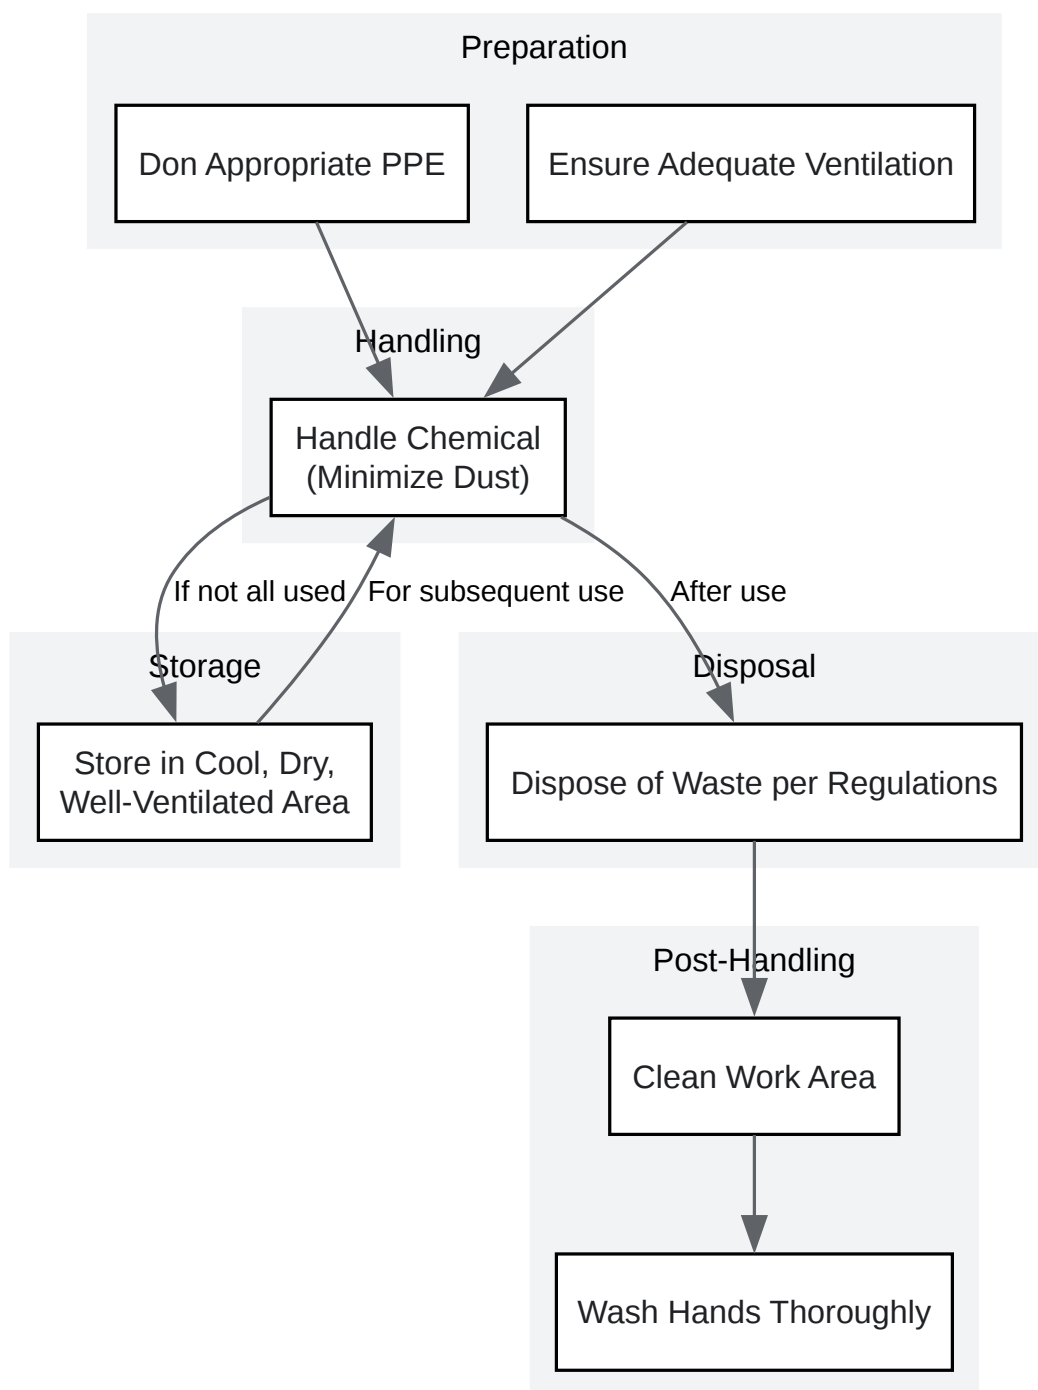 Preparation
Don Appropriate PPE
Ensure Adequate Ventilation
Handling
Handle Chemical
(Minimize Dust)
If not all used
For subsequent use
After use
Storage
Store in Cool, Dry,
Well-Ventilated Area
Disposal
Dispose of Waste per Regulations
Post-Handling
Clean Work Area
Wash Hands Thoroughly